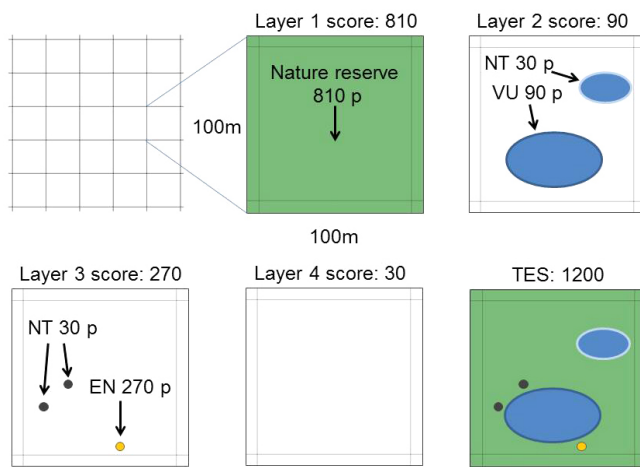 Layer 1 score: 810
Layer 2 score: 90
Nature reserve
810 p
100m
100m
NT 30 p
VU 90 p
Layer 3 score: 270
Layer 4 score: 30
TES: 1200
NT 30 p
EN 270 p